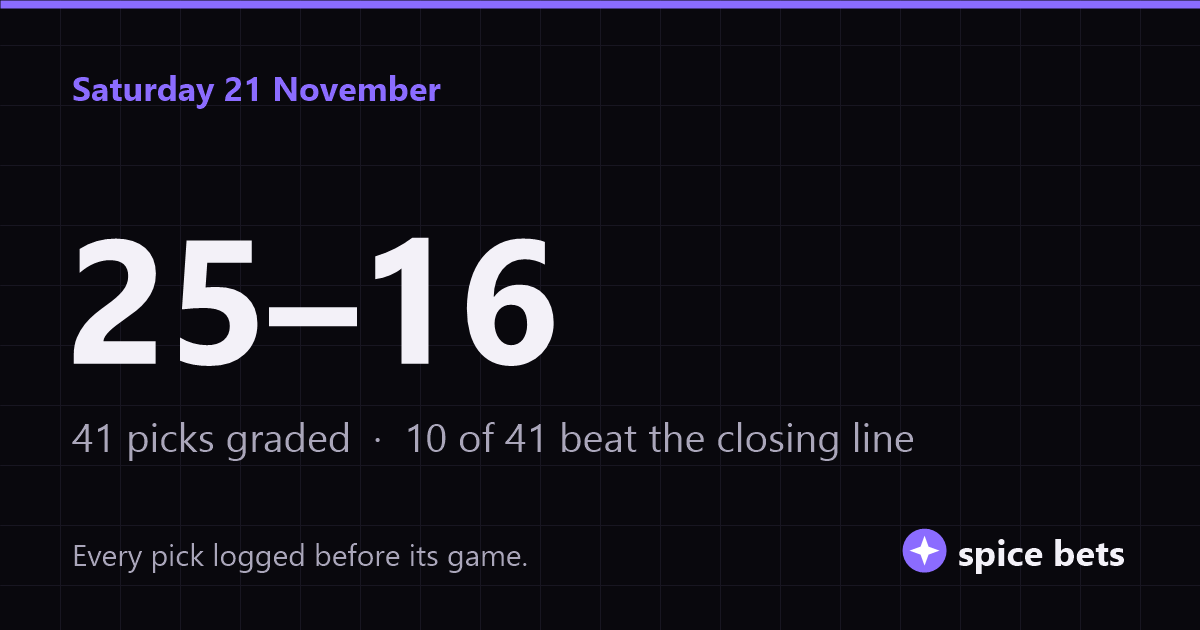 Saturday 21 November
25–16
41 picks graded · 10 of 41 beat the closing line
Every pick logged before its game.
spice bets